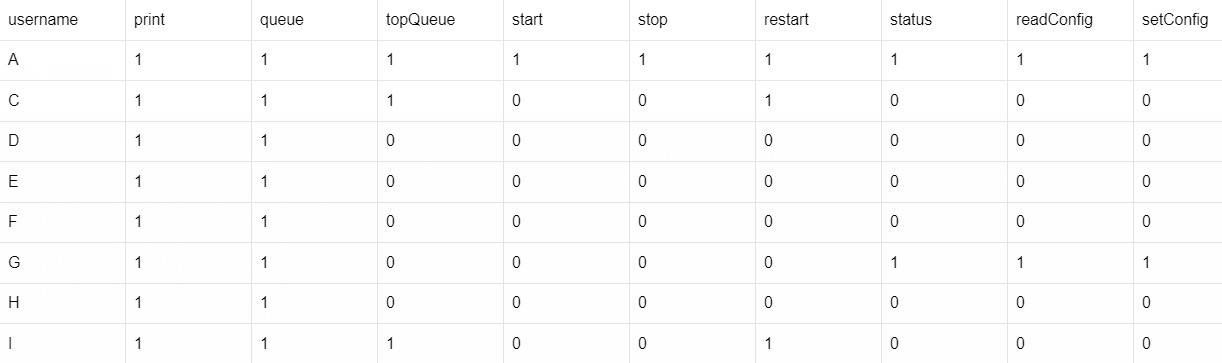 username print queue topQueue start stop restart status readConfig setConfig
A 1 1 1 1 1 1 1 1 1
C 1 1 1 0 0 1 0 0 0
D 1 1 0 0 0 0 0 0 0
E 1 1 0 0 0 0 0 0 0
F 1 1 0 0 0 0 0 0 0
G 1 1 0 0 0 0 1 1 1
H 1 1 0 0 0 0 0 0 0
I 1 1 1 0 0 1 0 0 0